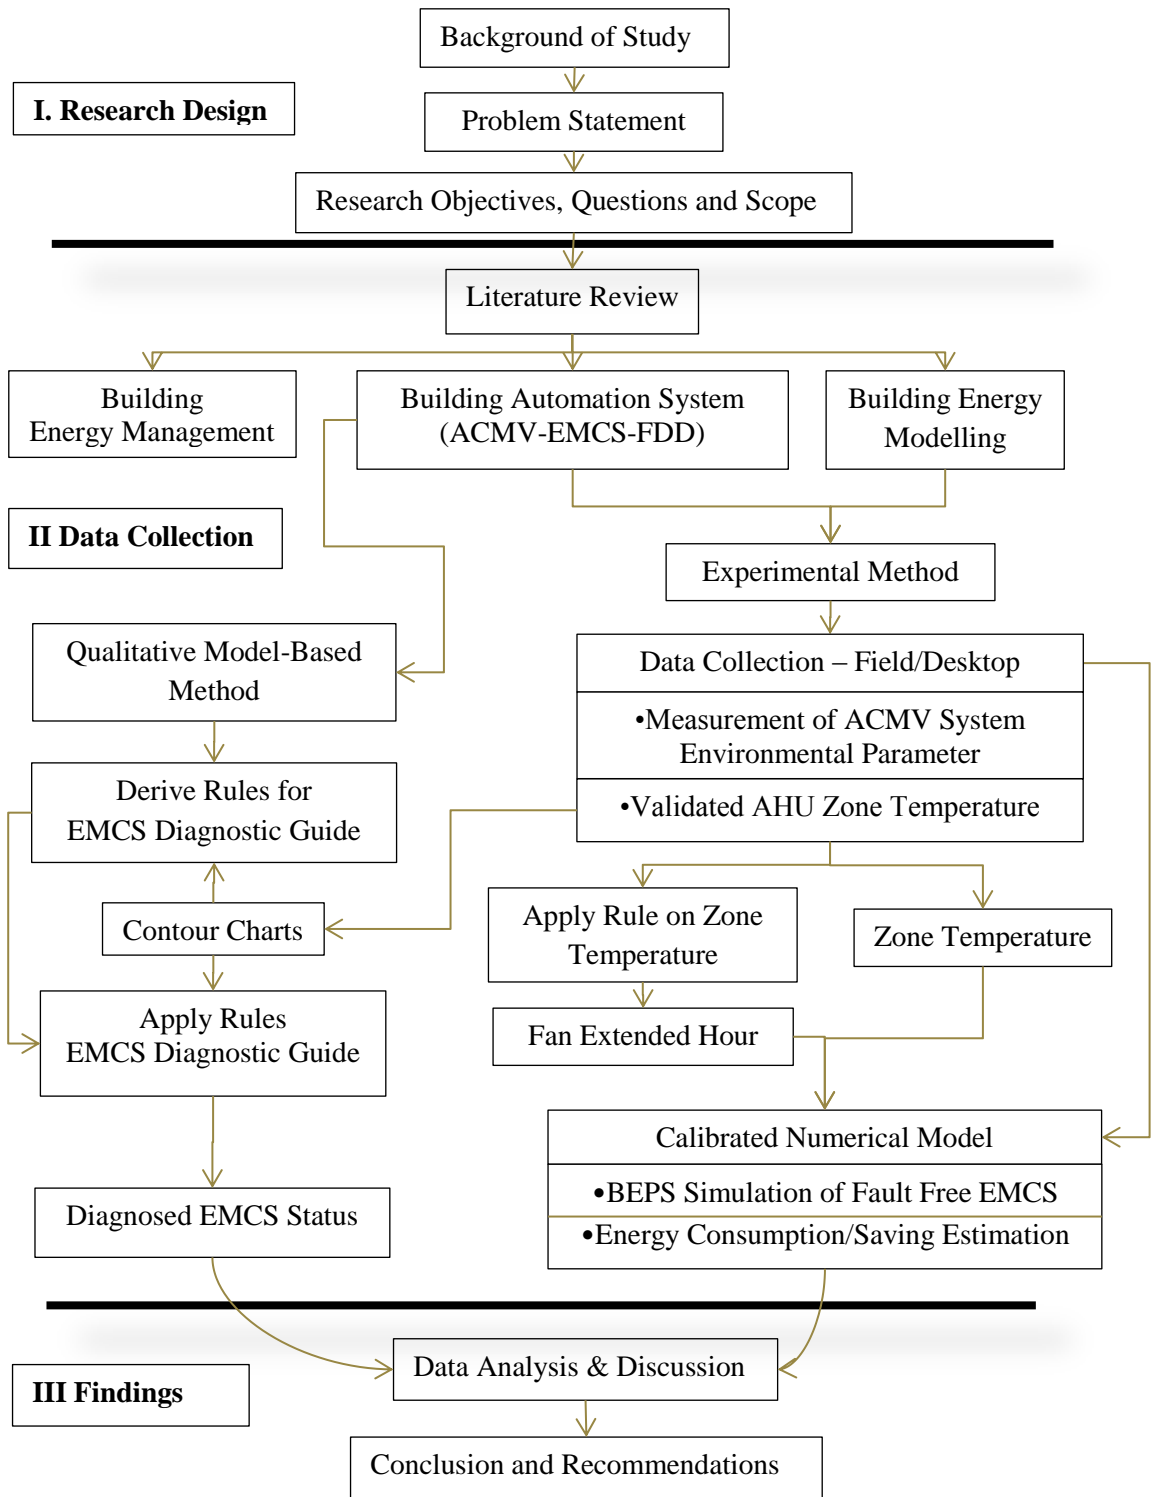 Background of Study
I. Research Design
Problem Statement
Research Objectives, Questions and Scope
Literature Review
Building
Energy Management
Building Automation System
(ACMV-EMCS-FDD)
Building Energy
Modelling
II Data Collection
Experimental Method
Qualitative Model-Based
Method
Data Collection – Field/Desktop
•Measurement of ACMV System
Environmental Parameter
•Validated AHU Zone Temperature
Derive Rules for
EMCS Diagnostic Guide
Contour Charts
Apply Rule on Zone
Temperature
Zone Temperature
Apply Rules
EMCS Diagnostic Guide
Fan Extended Hour
Calibrated Numerical Model
•BEPS Simulation of Fault Free EMCS
•Energy Consumption/Saving Estimation
Diagnosed EMCS Status
Data Analysis & Discussion
III Findings
Conclusion and Recommendations